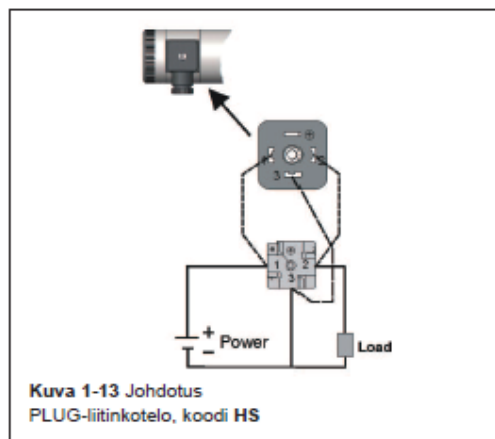 3
1
2
3
+
Power
−
Load
Kuva 1-13 Johdotus
PLUG-liitinkotelo, koodi HS